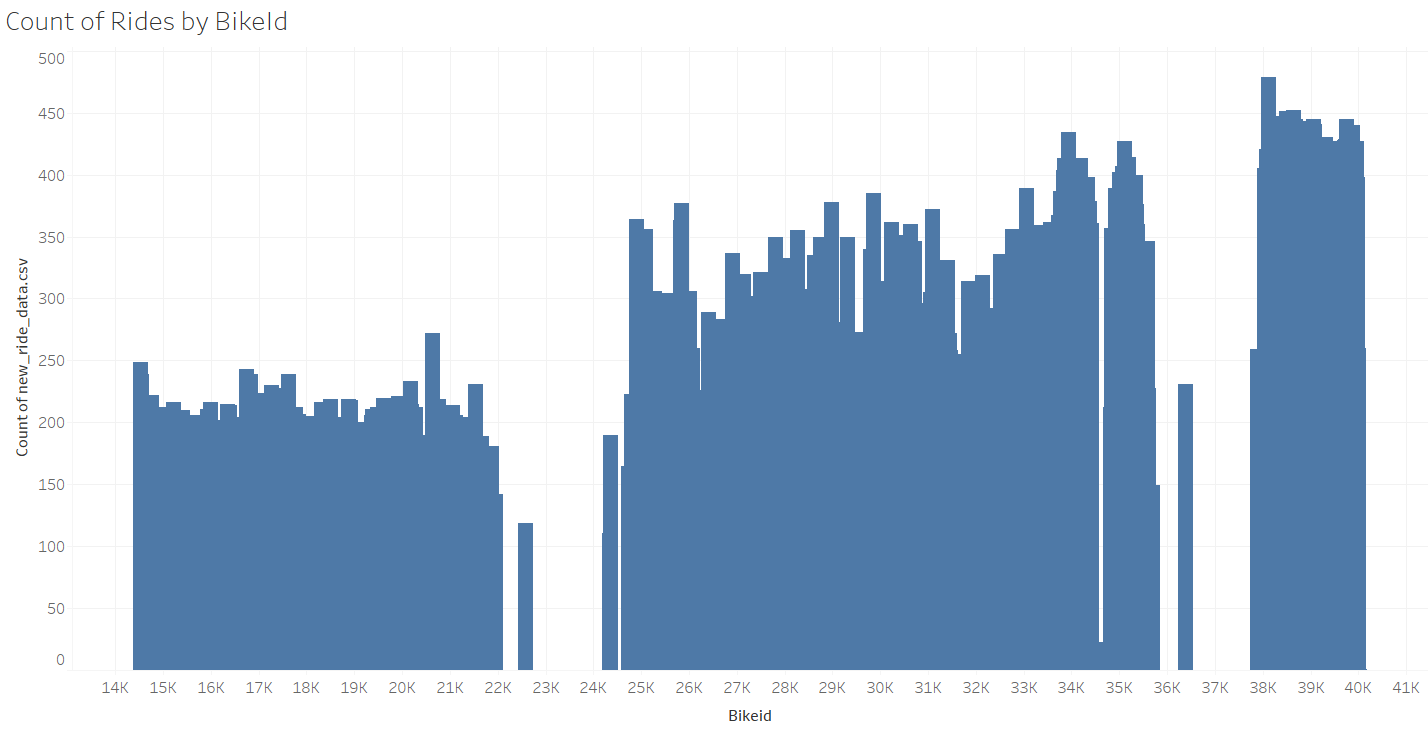 Count of Rides by BikeId
Count of new_ride_data.csv
500
450
400
350
300
250
200
150
100
50
0
14K 15K 16K 17K 18K 19K 20K 21K 22K 23K 24K 25K 26K 27K 28K 29K 30K 31K 32K 33K 34K 35K 36K 37K 38K 39K 40K 41K
Bikeid